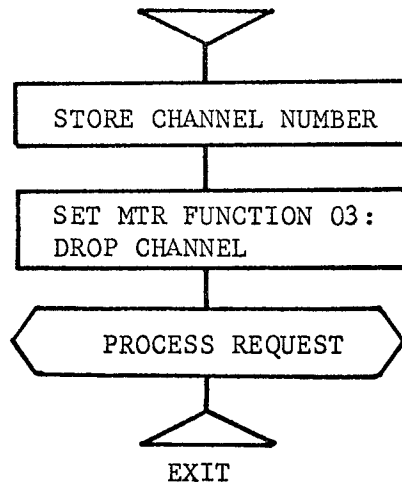 STORE CHANNEL NUMBER
SET MTR FUNCTION 03:
DROP CHANNEL
PROCESS REQUEST
EXIT